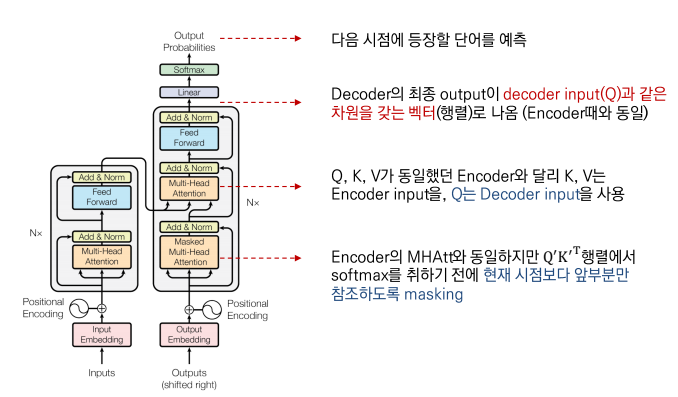 Output
Probabilities
Softmax
Linear
Add & Norm
Feed
Forward
Add & Norm
Multi-Head
Attention
Add & Norm
Masked
Multi-Head
Attention
Nx
Positional
Encoding
Output
Embedding
Outputs
(shifted right)
Add & Norm
Feed
Forward
Nx
Add & Norm
Multi-Head
Attention
Positional
Encoding
Input
Embedding
Inputs
다음 시점에 등장할 단어를 예측
Decoder의 최종 output이 decoder input(Q)과 같은
차원을 갖는 벡터(행렬)로 나옴 (Encoder때와 동일)
Q, K, V가 동일했던 Encoder와 달리 K, V는
Encoder input을, Q는 Decoder input을 사용
Encoder의 MHAtt와 동일하지만 Q′K′ᵀ행렬에서
softmax를 취하기 전에 현재 시점보다 앞부분만
참조하도록 masking